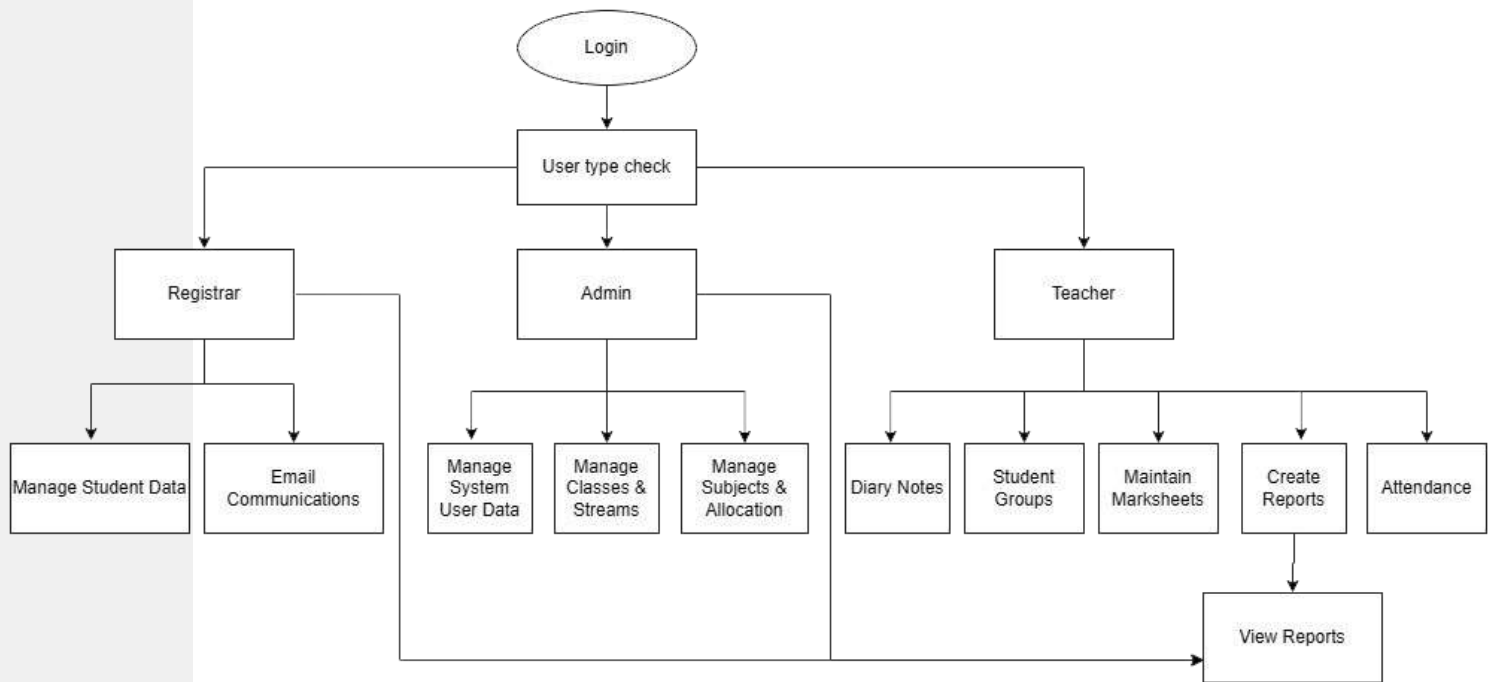 Login
User type check
Registrar
Admin
Teacher
Manage Student Data
Email
Communications
Manage
System
User Data
Manage
Classes &
Streams
Manage
Subjects &
Allocation
Diary Notes
Student
Groups
Maintain
Marksheets
Create
Reports
Attendance
View Reports